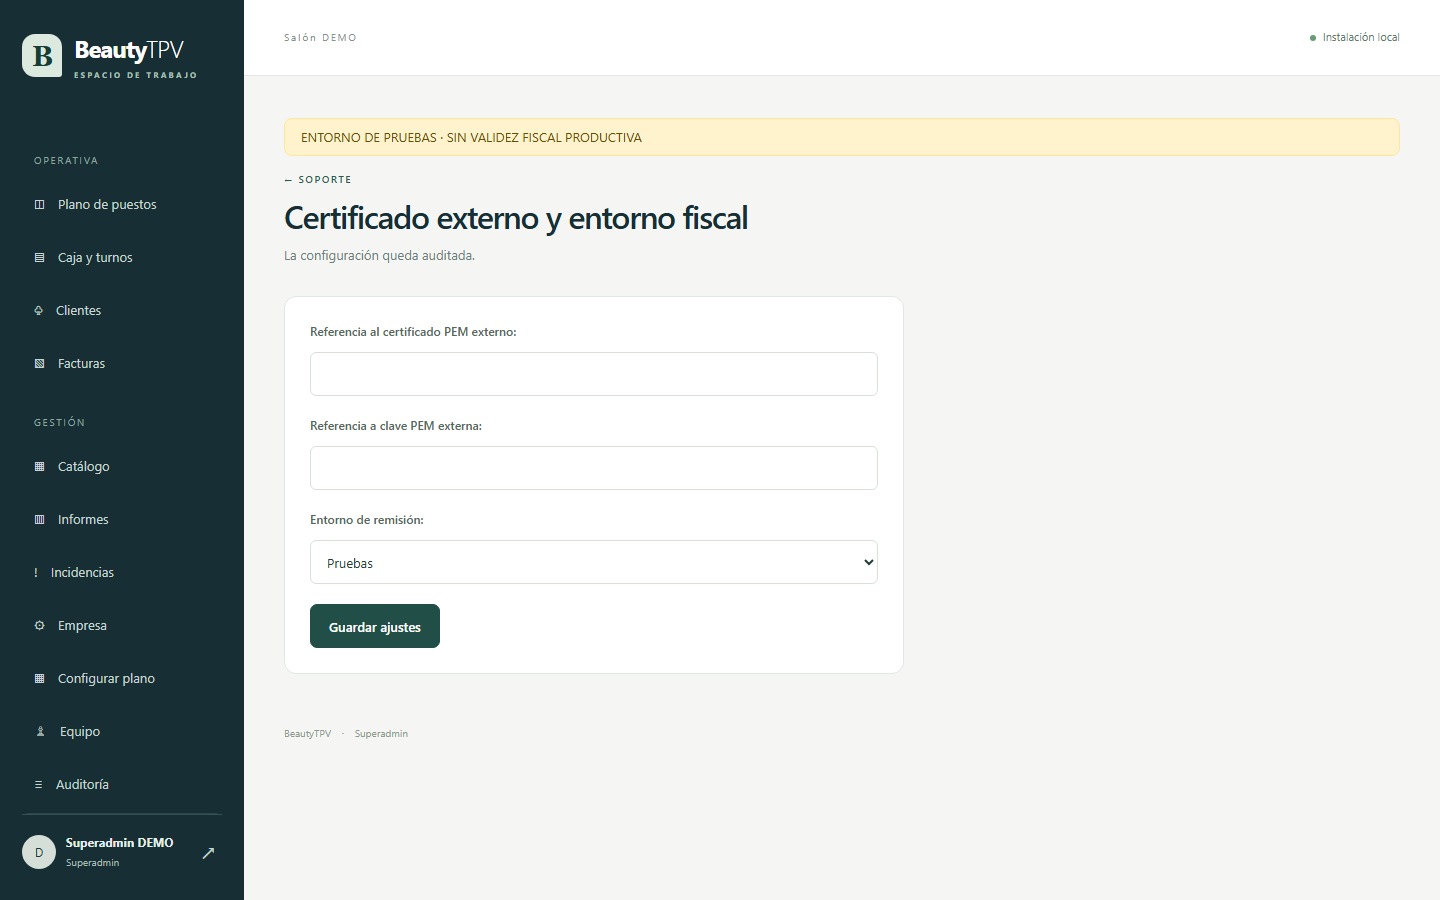 B
BeautyTPV
ESPACIO DE TRABAJO
OPERATIVA
Plano de puestos
Caja y turnos
Clientes
Facturas
GESTIÓN
Catálogo
Informes
! Incidencias
Empresa
Configurar plano
Equipo
Auditoría
D
Superadmin DEMO
Superadmin
Salón DEMO
Instalación local
ENTORNO DE PRUEBAS · SIN VALIDEZ FISCAL PRODUCTIVA
← SOPORTE
Certificado externo y entorno fiscal
La configuración queda auditada.
Referencia al certificado PEM externo:
Referencia a clave PEM externa:
Entorno de remisión:
Pruebas
Guardar ajustes
BeautyTPV · Superadmin